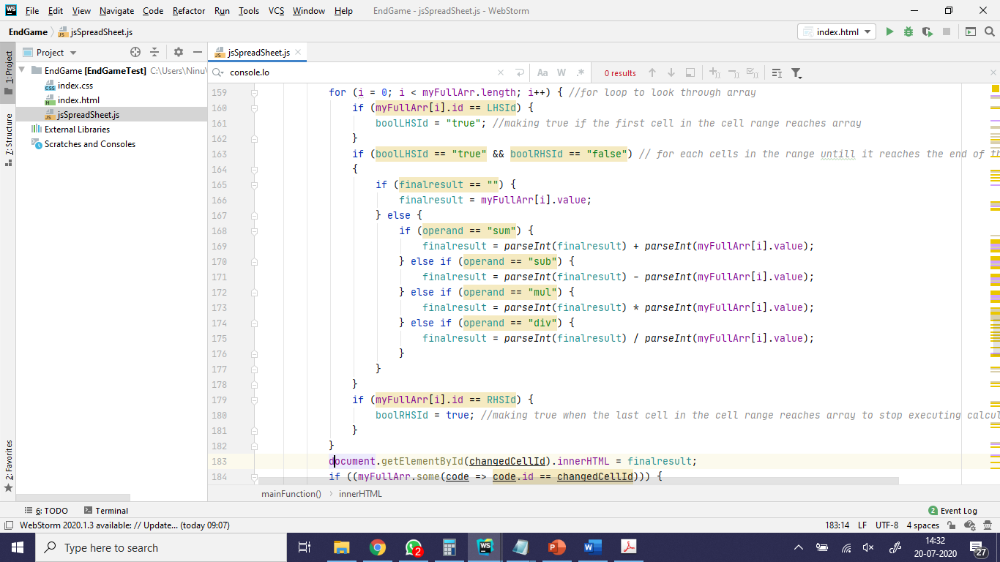 WS File Edit View Navigate Code Refactor Run Tools VCS Window Help EndGame - jsSpreadSheet.js - WebStorm
EndGame jsSpreadSheet.js index.html
1: Project
7: Structure
2: Favorites
Project
EndGame [EndGameTest] C:\Users\Ninu\
index.css
index.html
jsSpreadSheet.js
External Libraries
Scratches and Consoles
jsSpreadSheet.js
console.lo Aa W .* 0 results
159 for (i = 0; i < myFullArr.length; i++) { //for loop to look through array
160 if (myFullArr[i].id == LHSId) {
161 boolLHSId = "true"; //making true if the first cell in the cell range reaches array
162 }
163 if (boolLHSId == "true" && boolRHSId == "false") // for each cells in the range untill it reaches the end of th
164 {
165 if (finalresult == "") {
166 finalresult = myFullArr[i].value;
167 } else {
168 if (operand == "sum") {
169 finalresult = parseInt(finalresult) + parseInt(myFullArr[i].value);
170 } else if (operand == "sub") {
171 finalresult = parseInt(finalresult) - parseInt(myFullArr[i].value);
172 } else if (operand == "mul") {
173 finalresult = parseInt(finalresult) * parseInt(myFullArr[i].value);
174 } else if (operand == "div") {
175 finalresult = parseInt(finalresult) / parseInt(myFullArr[i].value);
176 }
177 }
178 }
179 if (myFullArr[i].id == RHSId) {
180 boolRHSId = true; //making true when the last cell in the cell range reaches array to stop executing calcul
181 }
182 }
183 document.getElementById(changedCellId).innerHTML = finalresult;
184 if ((myFullArr.some(code => code.id == changedCellId))) {
mainFunction() innerHTML
6: TODO Terminal 2 Event Log
WebStorm 2020.1.3 available: // Update... (today 09:07) 183:14 LF UTF-8 4 spaces
Type here to search 2 14:32
20-07-2020 27